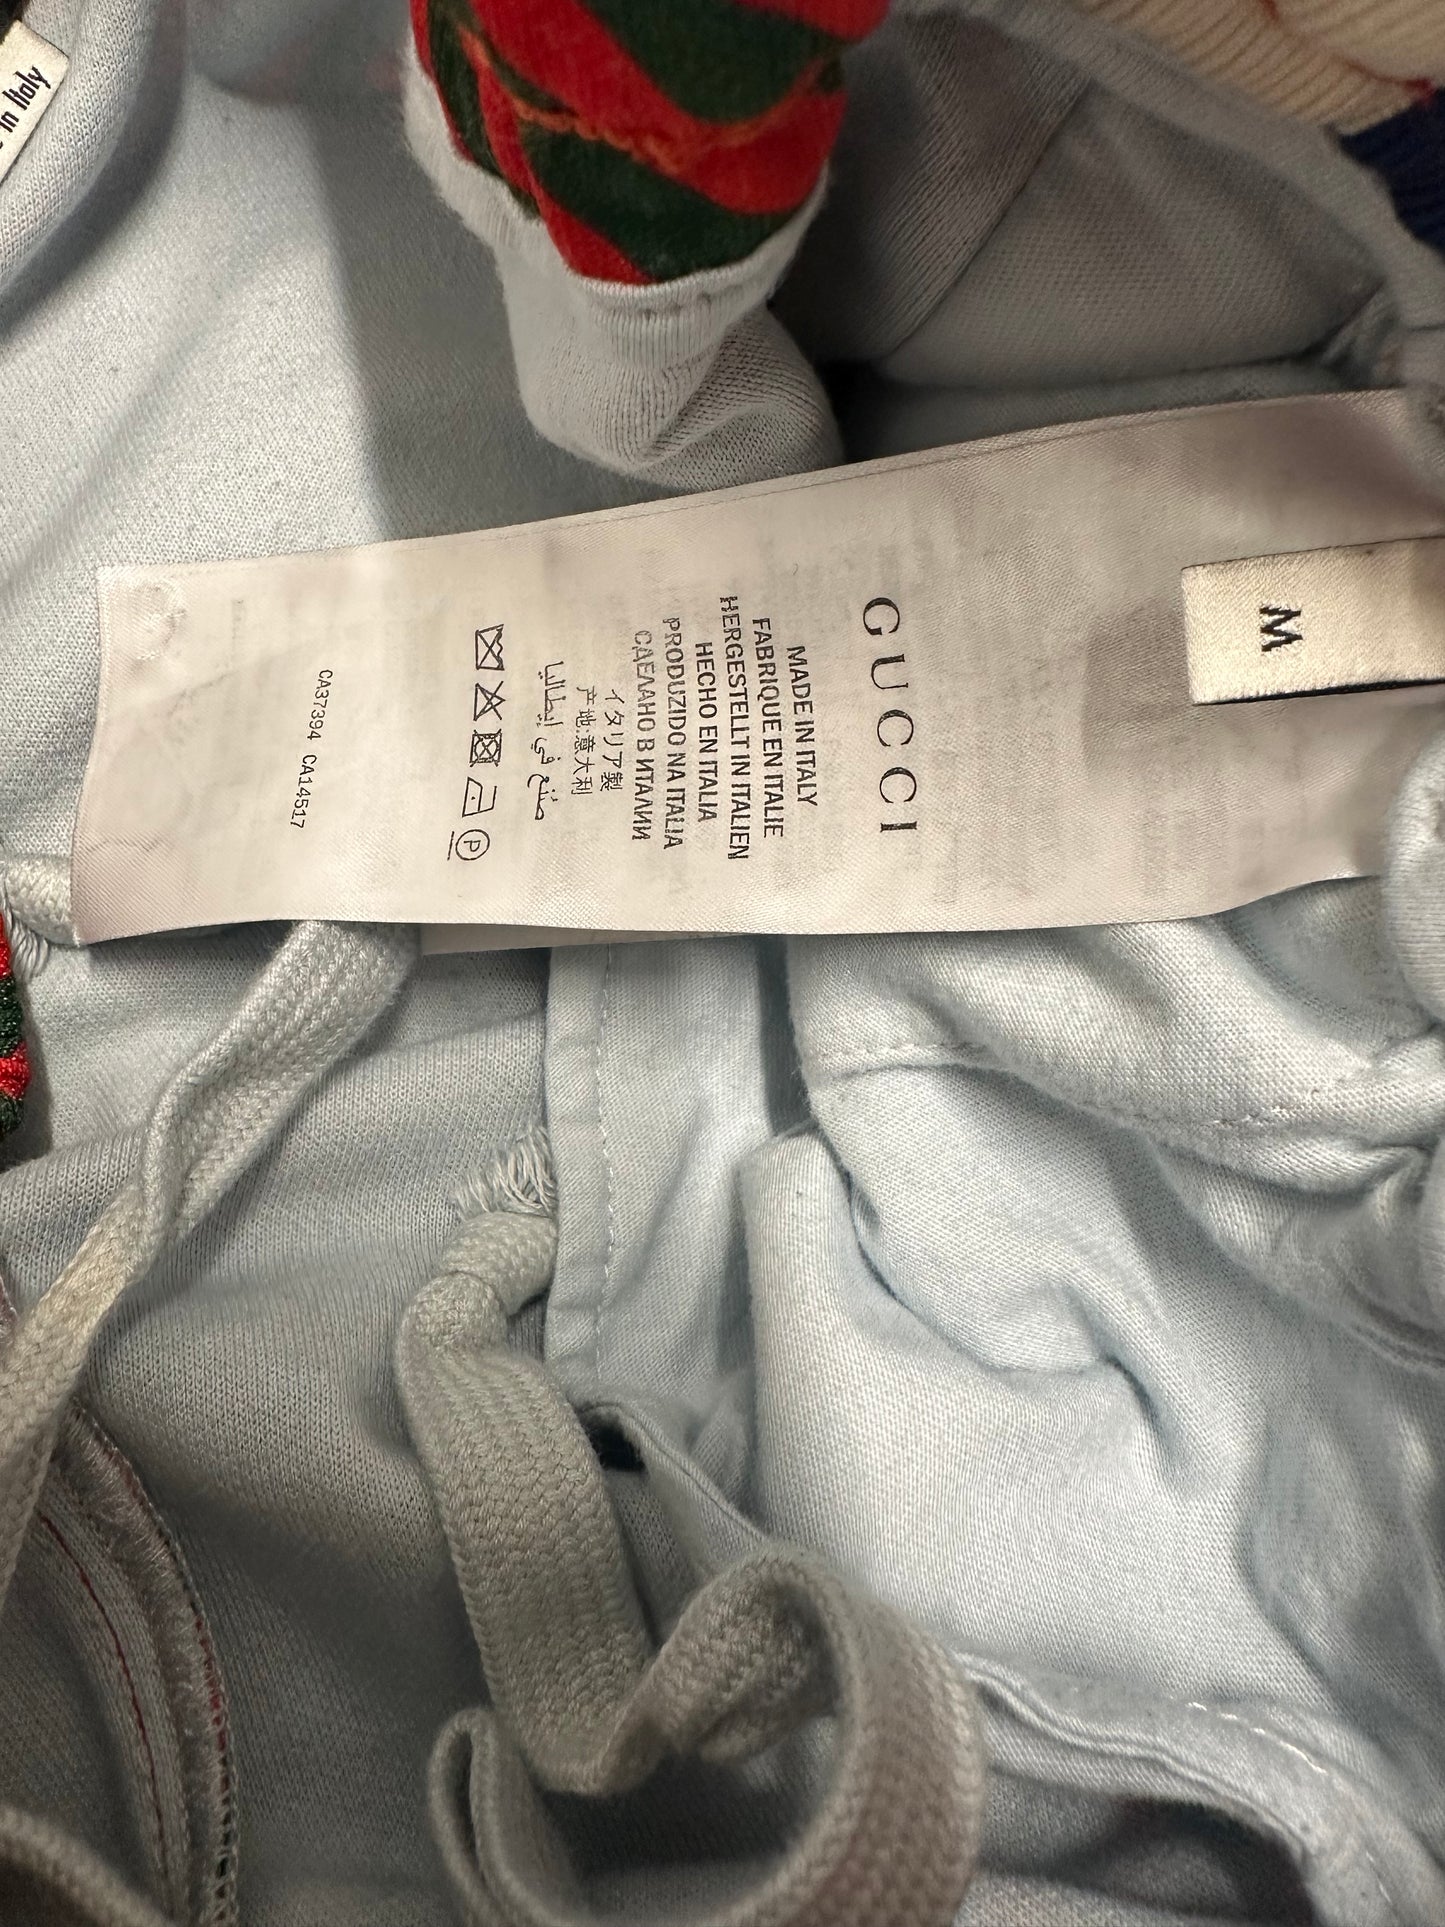 in Italy
M
GUCCI
MADE IN ITALY
FABRIQUE EN ITALIE
HERGESTELLT IN ITALIEN
HECHO EN ITALIA
PRODUZIDO NA ITALIA
СДЕЛАНО В ИТАЛИИ
イタリア製
产地:意大利
صنع في إيطاليا
P
CA37394 CA14517